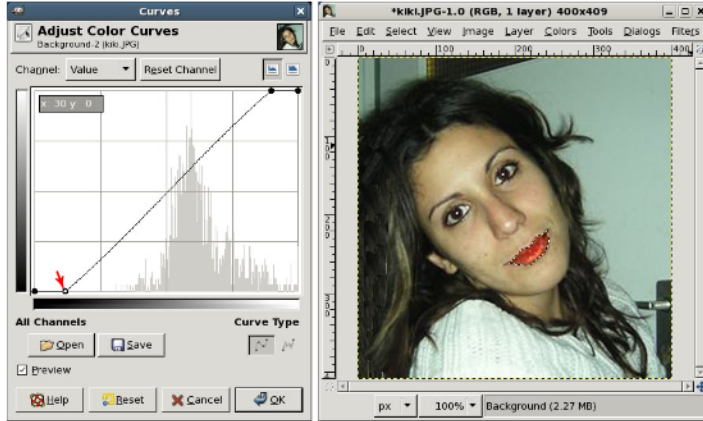 Curves
Adjust Color Curves
Background-2 (kiki.JPG)
Channel: Value Reset Channel
x: 30 y 0
All Channels Curve Type
Open Save
Preview
Help Reset Cancel OK
*kiki.JPG-1.0 (RGB, 1 layer) 400x409
File Edit Select View Image Layer Colors Tools Dialogs Filters
0 100 200 300 400
0
100
200
300
px 100% Background (2.27 MB)